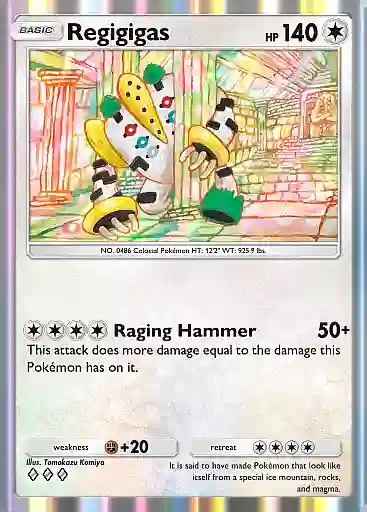 BASIC Regigigas HP 140
NO. 0486 Colossal Pokémon HT: 12'2" WT: 925.9 lbs.
Raging Hammer 50+
This attack does more damage equal to the damage this
Pokémon has on it.
weakness +20 retreat
Illus. Tomokazu Komiya
It is said to have made Pokémon that look like
itself from a special ice mountain, rocks,
and magma.